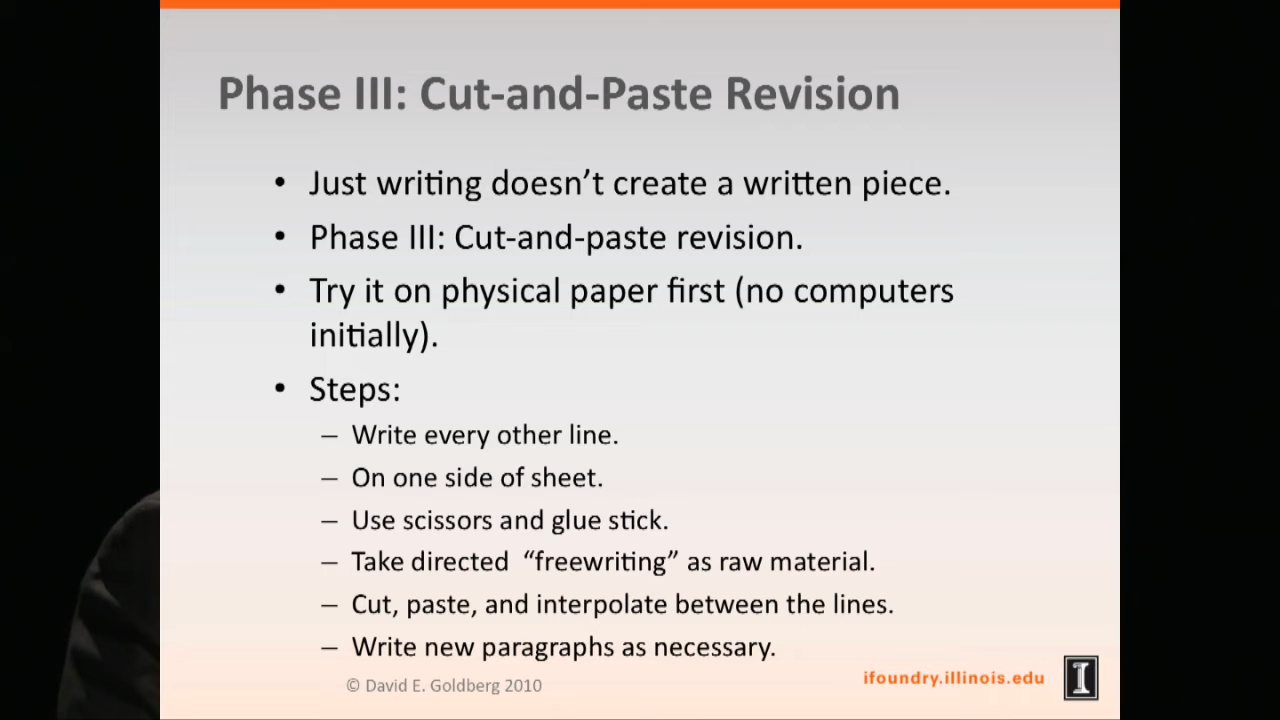 Phase III: Cut-and-Paste Revision
• Just writing doesn’t create a written piece.
• Phase III: Cut-and-paste revision.
• Try it on physical paper first (no computers
initially).
• Steps:
– Write every other line.
– On one side of sheet.
– Use scissors and glue stick.
– Take directed “freewriting” as raw material.
– Cut, paste, and interpolate between the lines.
– Write new paragraphs as necessary.
© David E. Goldberg 2010
ifoundry.illinois.edu
I